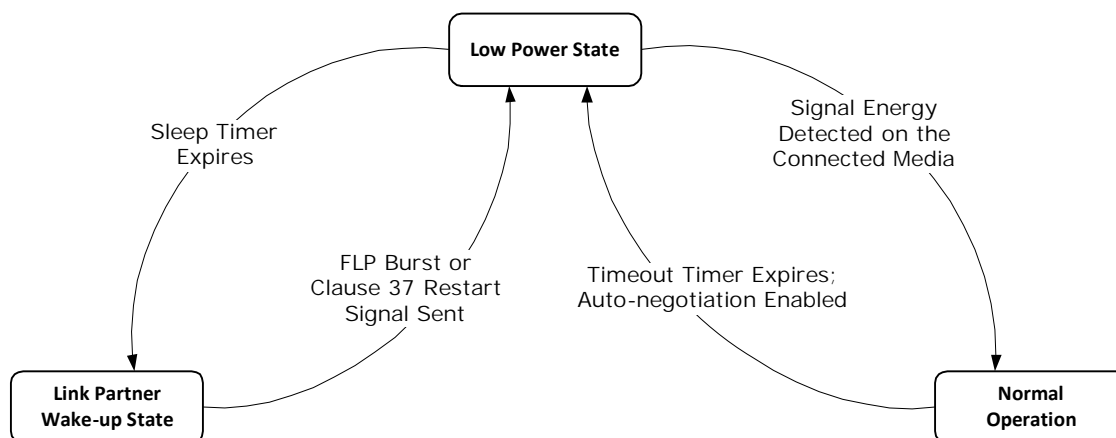 Low Power State
Sleep Timer
Expires
Signal Energy
Detected on the
Connected Media
FLP Burst or
Clause 37 Restart
Signal Sent
Timeout Timer Expires;
Auto-negotiation Enabled
Link Partner
Wake-up State
Normal
Operation